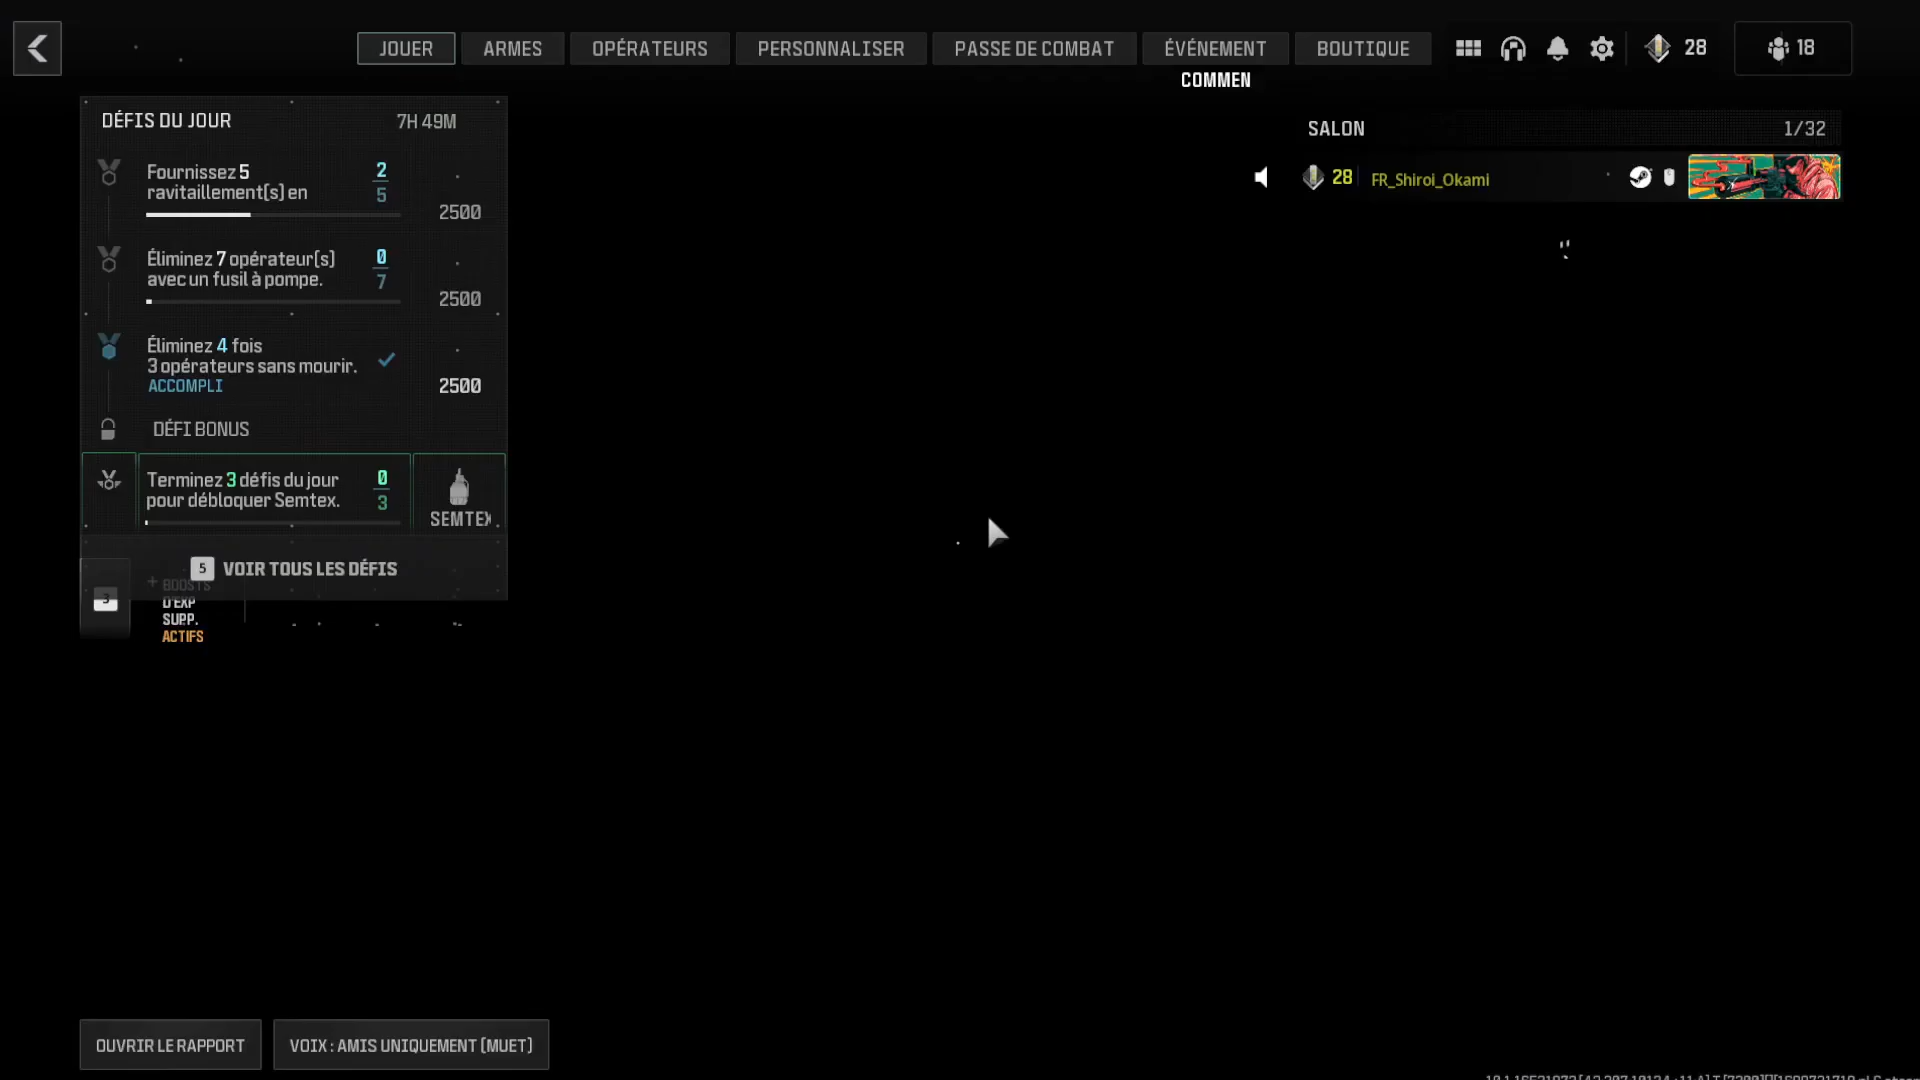 JOUER ARMES OPÉRATEURS PERSONNALISER PASSE DE COMBAT ÉVÉNEMENT BOUTIQUE 28 18
COMMEN
DÉFIS DU JOUR 7H 49M
Fournissez 5 2
ravitaillement(s) en 5
2500
Éliminez 7 opérateur(s) 0
avec un fusil à pompe. 7
2500
Éliminez 4 fois
3 opérateurs sans mourir.
ACCOMPLI 2500
DÉFI BONUS
Terminez 3 défis du jour 0
pour débloquer Semtex. 3
SEMTEX
5 VOIR TOUS LES DÉFIS
3
+ BOOSTS
D'EXP
SUPP.
ACTIFS
SALON 1/32
28 FR_Shiroi_Okami
OUVRIR LE RAPPORT VOIX : AMIS UNIQUEMENT (MUET)